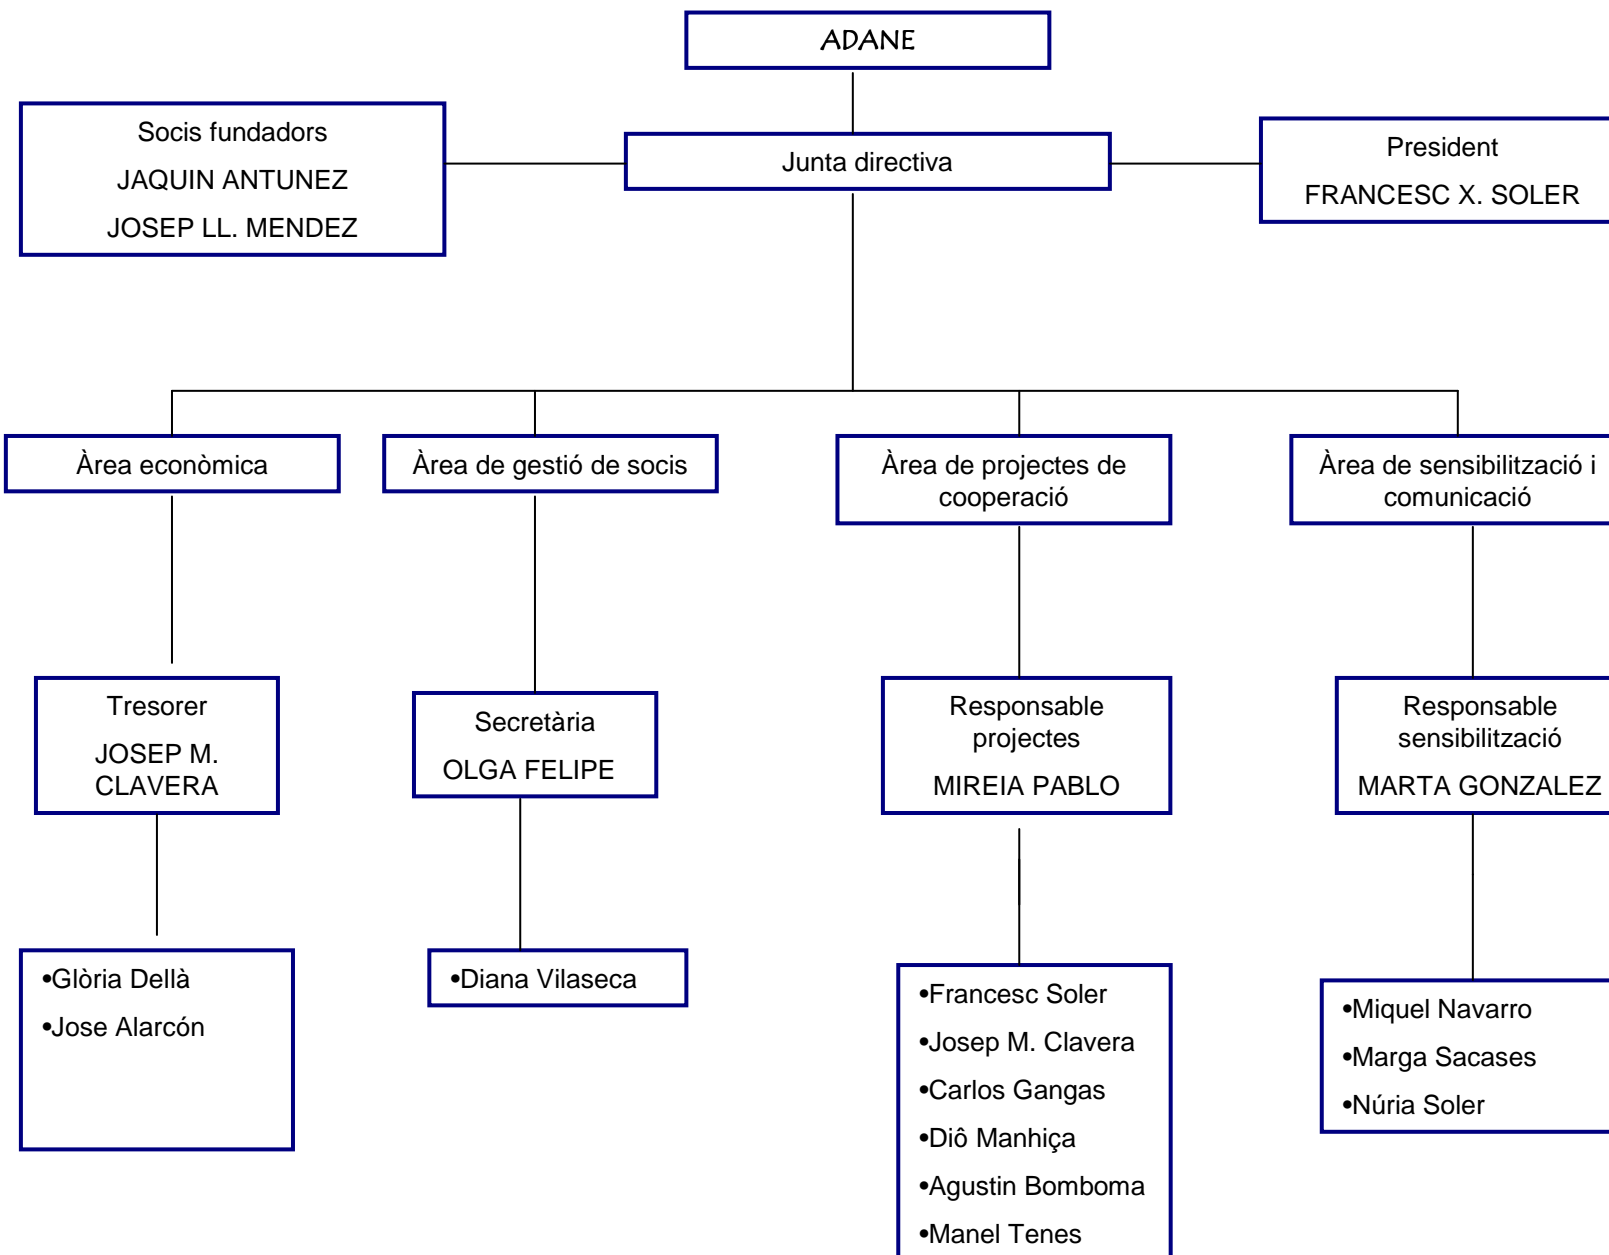 ADANE
Socis fundadors
JAQUIN ANTUNEZ
JOSEP LL. MENDEZ
Junta directiva
President
FRANCESC X. SOLER
Àrea econòmica
Àrea de gestió de socis
Àrea de projectes de
cooperació
Àrea de sensibilització i
comunicació
Tresorer
JOSEP M.
CLAVERA
Secretària
OLGA FELIPE
Responsable
projectes
MIREIA PABLO
Responsable
sensibilització
MARTA GONZALEZ
•Glòria Dellà
•Jose Alarcón
•Diana Vilaseca
•Francesc Soler
•Josep M. Clavera
•Carlos Gangas
•Diô Manhiça
•Agustin Bomboma
•Manel Tenes
•Miquel Navarro
•Marga Sacases
•Núria Soler